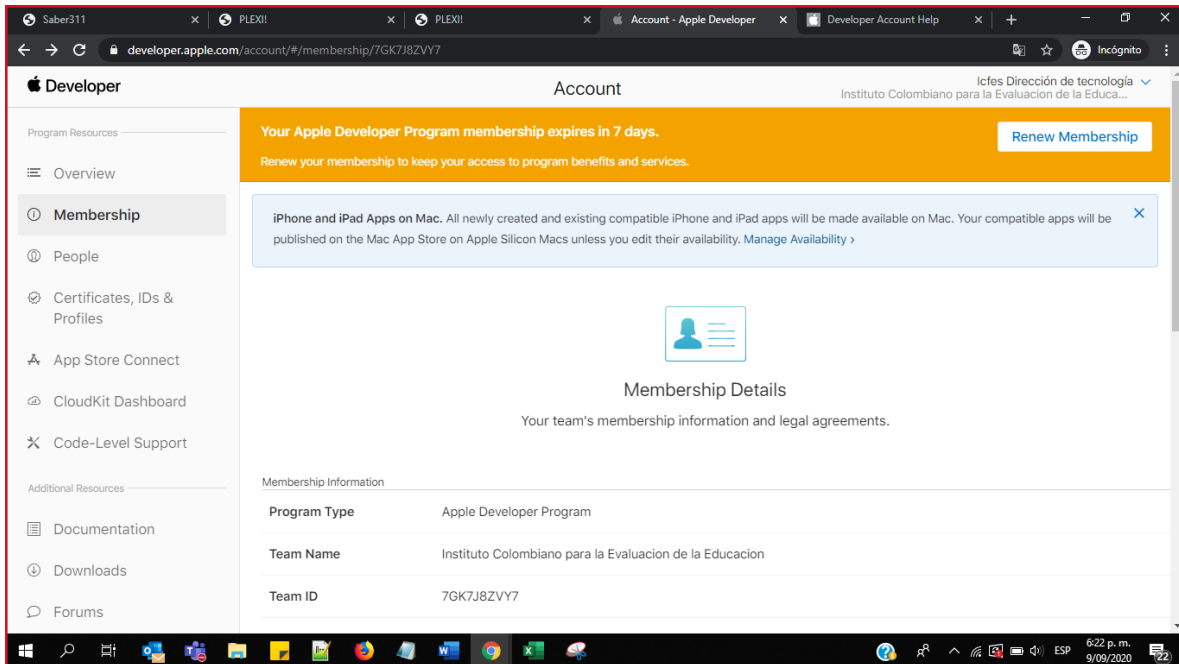 Saber311
PLEXI!
PLEXI!
Account - Apple Developer
Developer Account Help
developer.apple.com/account/#/membership/7GK7J8ZVY7
Incógnito
Developer
Account
Icfes Dirección de tecnología
Instituto Colombiano para la Evaluacion de la Educa...
Program Resources
Overview
Membership
People
Certificates, IDs &
Profiles
App Store Connect
CloudKit Dashboard
Code-Level Support
Additional Resources
Documentation
Downloads
Forums
Your Apple Developer Program membership expires in 7 days.
Renew your membership to keep your access to program benefits and services.
Renew Membership
iPhone and iPad Apps on Mac. All newly created and existing compatible iPhone and iPad apps will be made available on Mac. Your compatible apps will be
published on the Mac App Store on Apple Silicon Macs unless you edit their availability. Manage Availability >
Membership Details
Your team's membership information and legal agreements.
Membership Information
Program Type Apple Developer Program
Team Name Instituto Colombiano para la Evaluacion de la Educacion
Team ID 7GK7J8ZVY7
ESP
6:22 p. m.
9/09/2020
22